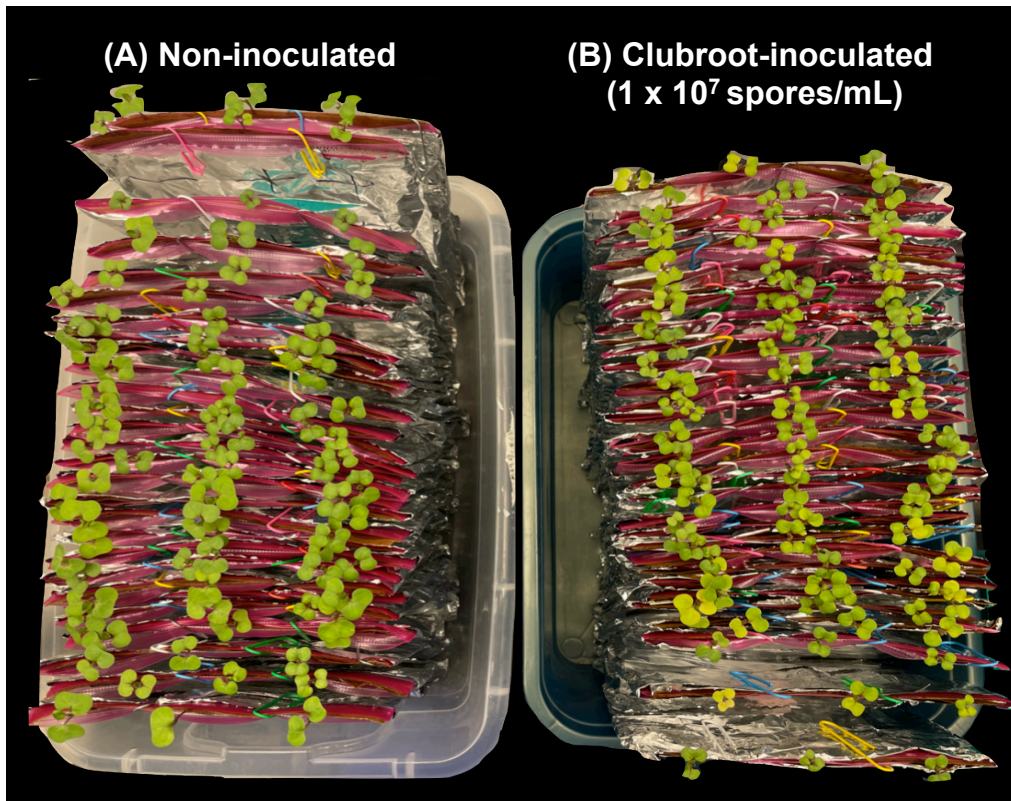 (A) Non-inoculated
(B) Clubroot-inoculated
(1 x 10⁷ spores/mL)